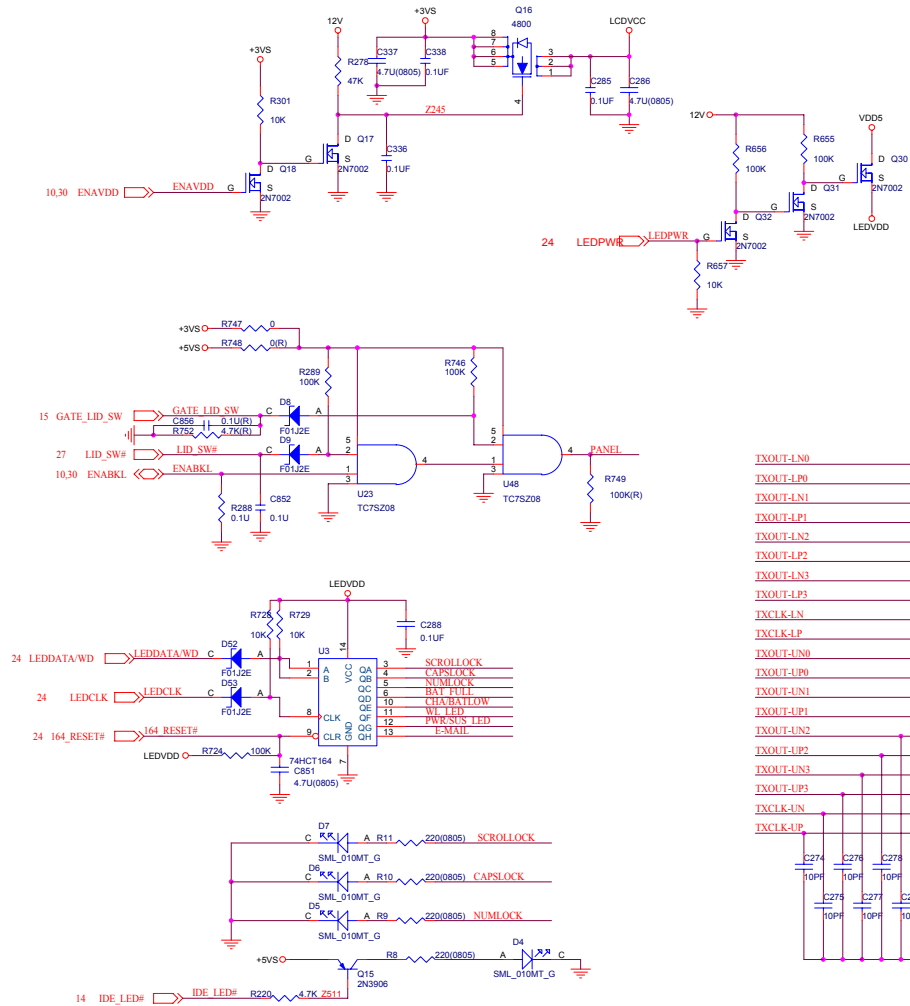 Q16
4800
+3VS
12V
LCDVCC
+3VS
R278
47K
C337
4.7U(0805)
C338
0.1UF
8
7
6
5
3
2
1
4
C285
0.1UF
C286
4.7U(0805)
R301
10K
Z245
D Q17
G
S
2N7002
C336
0.1UF
D Q18
G
S
2N7002
10,30 ENAVDD
ENAVDD
12V
VDD5
R656
100K
R655
100K
D Q30
G
S
2N7002
D Q31
G
S
2N7002
LEDVDD
D Q32
G
S
2N7002
24 LEDPWR
LEDPWR
R657
10K
+3VS
R747
0
+5VS
R748
0(R)
R289
100K
R746
100K
15 GATE_LID_SW
GATE_LID_SW
C
D8
A
F01J2E
C856
0.1U(R)
R752
4.7K(R)
27 LID_SW#
LID_SW#
C
D9
A
F01J2E
10,30 ENABKL
ENABKL
5
2
1
3
4
U23
TC7SZ08
5
2
1
3
4
U48
TC7SZ08
PANEL
R749
100K(R)
R288
0.1U
C852
0.1U
TXOUT-LN0
TXOUT-LP0
TXOUT-LN1
TXOUT-LP1
TXOUT-LN2
TXOUT-LP2
TXOUT-LN3
TXOUT-LP3
TXCLK-LN
TXCLK-LP
TXOUT-UN0
TXOUT-UP0
TXOUT-UN1
TXOUT-UP1
TXOUT-UN2
TXOUT-UP2
TXOUT-UN3
TXOUT-UP3
TXCLK-UN
TXCLK-UP
C274
10PF
C276
10PF
C278
10PF
C275
10PF
C277
10PF
LEDVDD
R728
10K
R729
10K
C288
0.1UF
24 LEDDATA/WD
LEDDATA/WD
C
D52
A
F01J2E
24 LEDCLK
LEDCLK
C
D53
A
F01J2E
24 164_RESET#
164_RESET#
LEDVDD
R724
100K
U3
14
VCC
1 A
2 B
8 CLK
9 CLR
GND
7
QA 3 SCROLLOCK
QB 4 CAPSLOCK
QC 5 NUMLOCK
QD 6 BAT_FULL
QE 10 CHA/BATLOW
QF 11 WL_LED
QG 12 PWR/SUS_LED
QH 13 E-MAIL
74HCT164
C851
4.7U(0805)
C
D7
A
R11
220(0805)
SCROLLOCK
SML_010MT_G
C
D6
A
R10
220(0805)
CAPSLOCK
SML_010MT_G
C
D5
A
R9
220(0805)
NUMLOCK
SML_010MT_G
+5VS
R8
220(0805)
A
D4
C
SML_010MT_G
Q15
2N3906
14 IDE_LED#
IDE_LED#
R220
4.7K
Z511